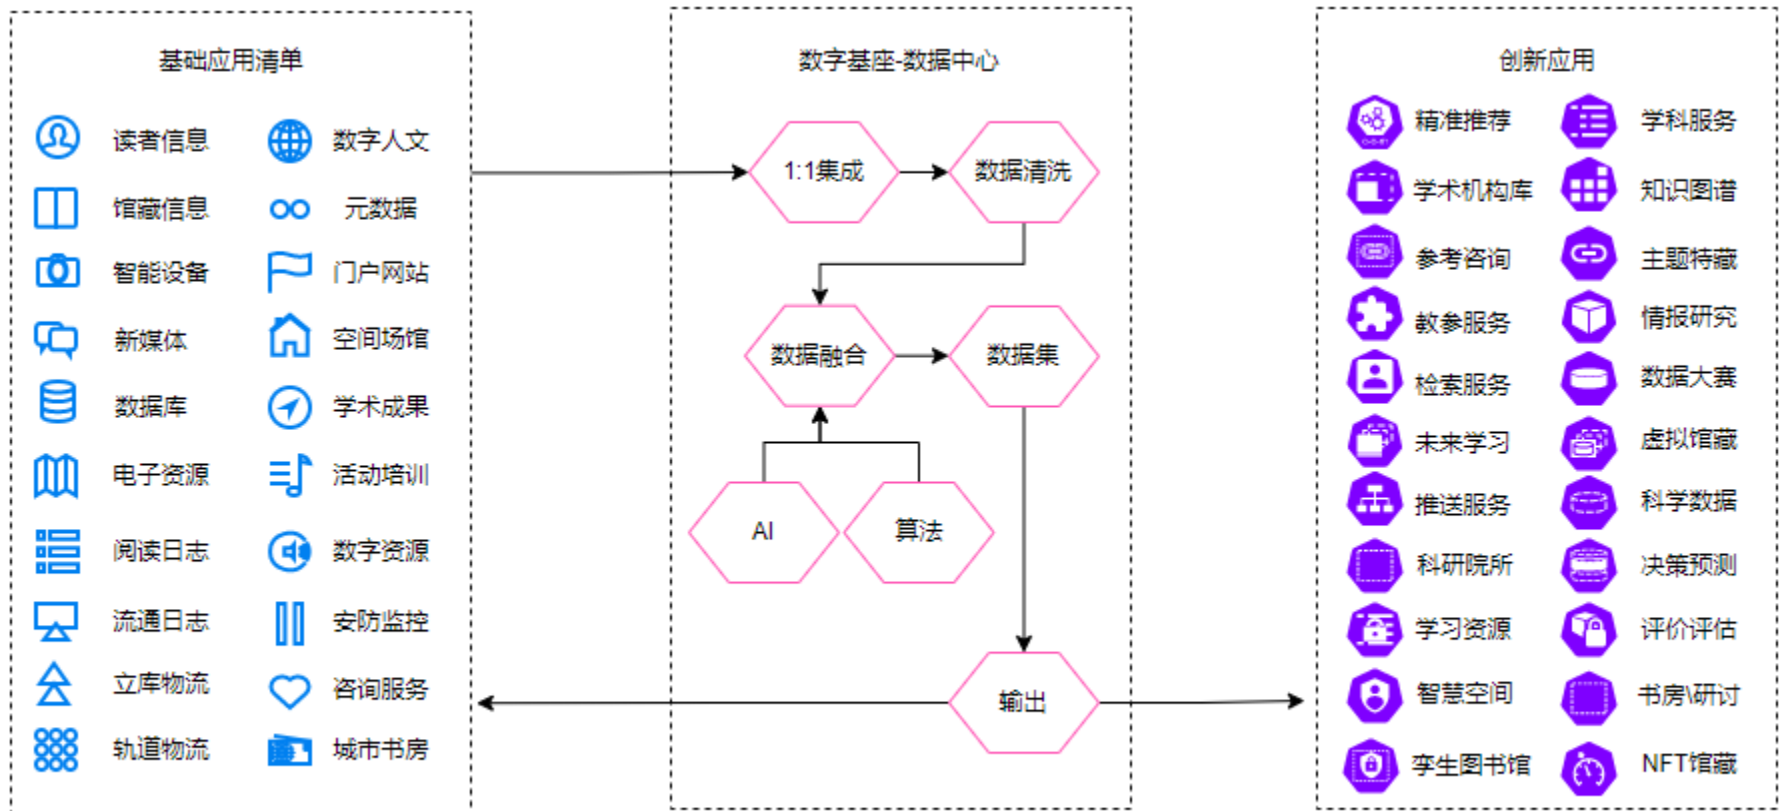 基础应用清单
读者信息
数字人文
馆藏信息
元数据
智能设备
门户网站
新媒体
空间场馆
数据库
学术成果
电子资源
活动培训
阅读日志
数字资源
流通日志
安防监控
立库物流
咨询服务
轨道物流
城市书房
数字基座-数据中心
1:1集成
数据清洗
数据融合
数据集
AI
算法
输出
创新应用
精准推荐
学科服务
学术机构库
知识图谱
参考咨询
主题特藏
教参服务
情报研究
检索服务
数据大赛
未来学习
虚拟馆藏
推送服务
科学数据
科研院所
决策预测
学习资源
评价评估
智慧空间
书房\研讨
孪生图书馆
NFT馆藏